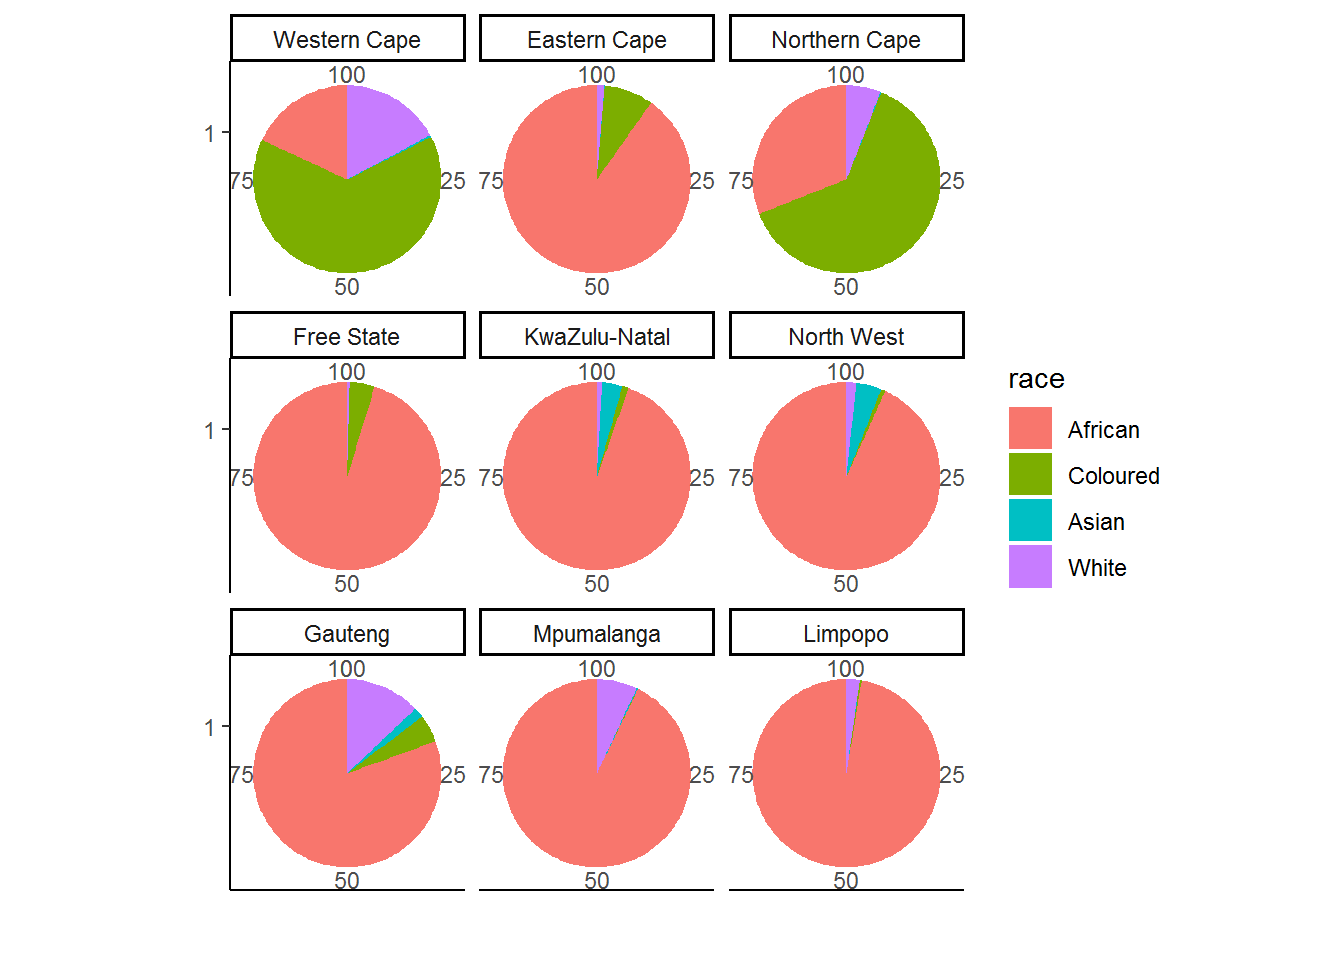 Western Cape
Eastern Cape
Northern Cape
100
100
100
1
75
25
75
25
75
25
50
50
50
Free State
KwaZulu-Natal
North West
100
100
100
1
75
25
75
25
75
25
50
50
50
Gauteng
Mpumalanga
Limpopo
100
100
100
1
75
25
75
25
75
25
50
50
50
race
African
Coloured
Asian
White